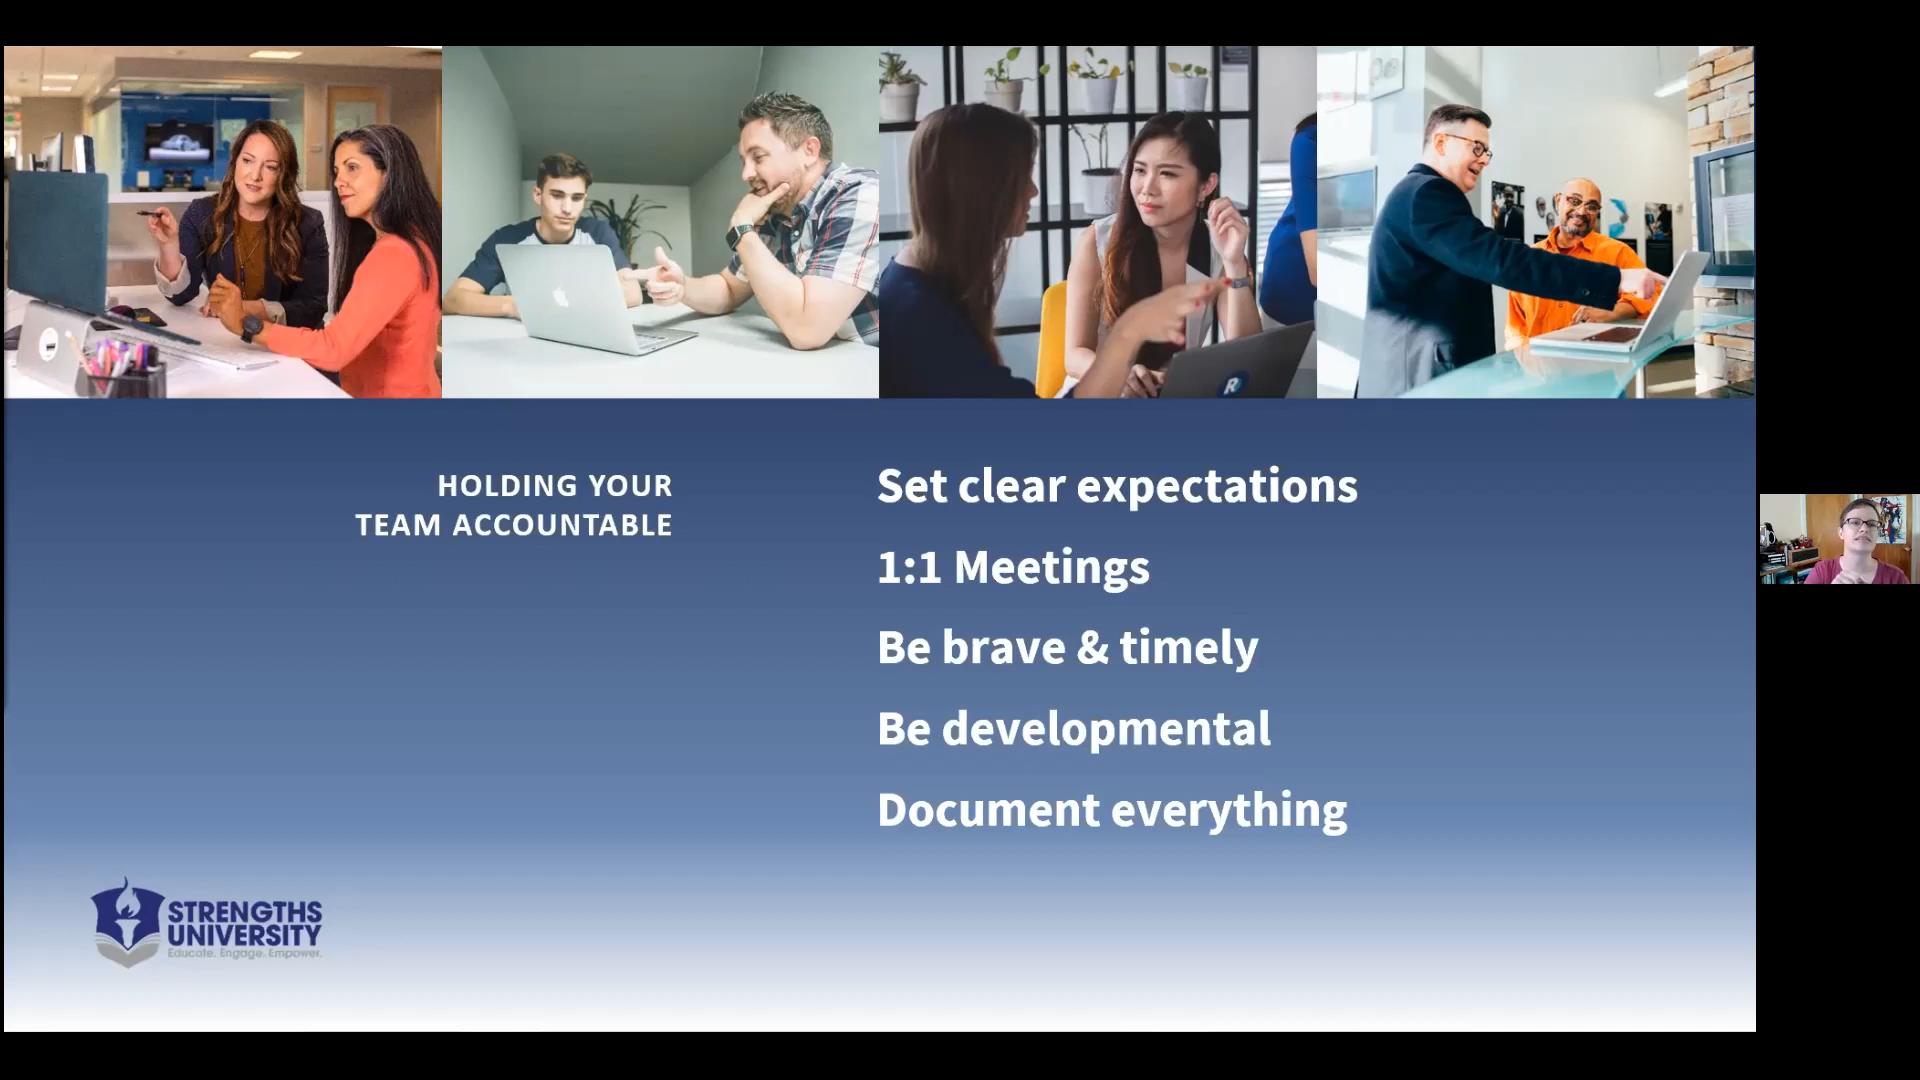 HOLDING YOUR
TEAM ACCOUNTABLE
Set clear expectations
1:1 Meetings
Be brave & timely
Be developmental
Document everything
STRENGTHS
UNIVERSITY
Educate. Engage. Empower.
R